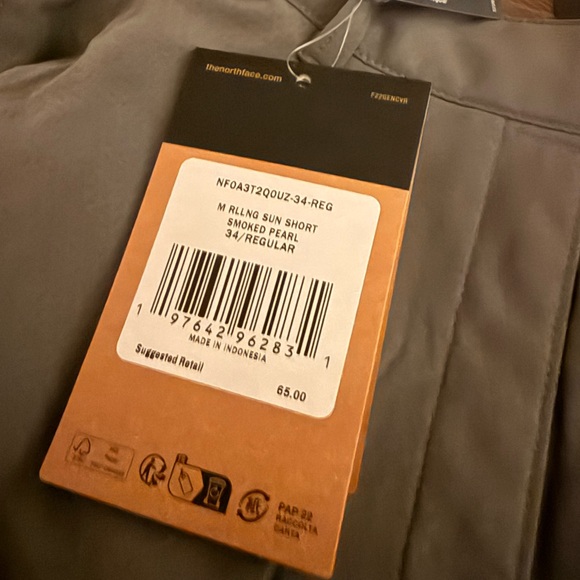 thenorthface.com
F22GENCVR
NF0A3T2Q0UZ-34-REG
M RLLNG SUN SHORT
SMOKED PEARL
34/REGULAR
1 97642 96283 1
MADE IN INDONESIA
Suggested Retail
65.00
PAP 22
RACCOLTA
CARTA